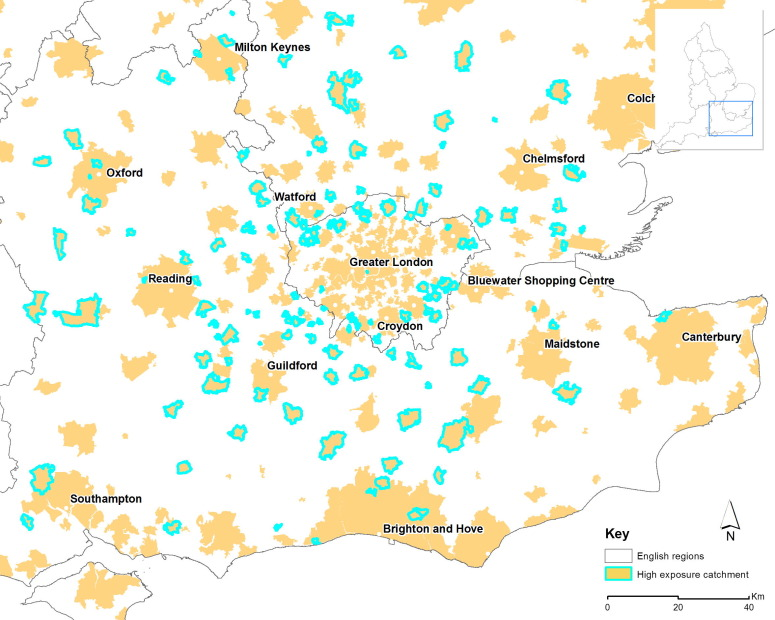 Milton Keynes
Colch
Chelmsford
Oxford
Watford
Greater London
Reading
Bluewater Shopping Centre
Croydon
Canterbury
Maidstone
Guildford
Southampton
Brighton and Hove
N
Key
English regions
High exposure catchment
Km
0 20 40